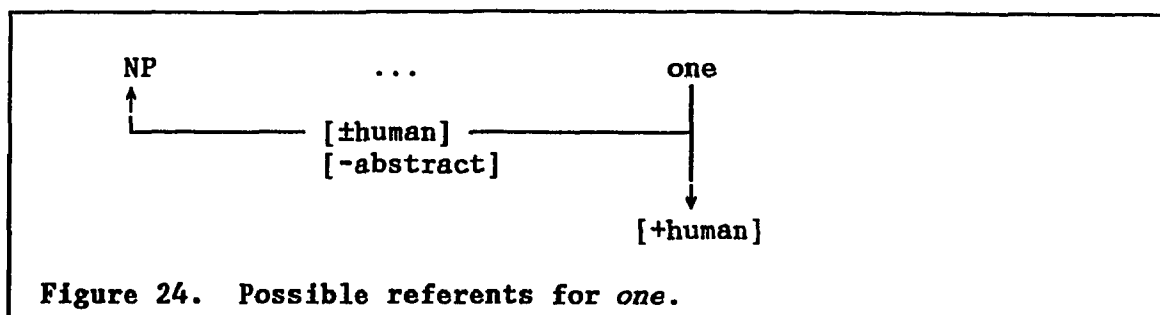 NP ... one
[±human]
[-abstract]
[+human]
Figure 24. Possible referents for one.